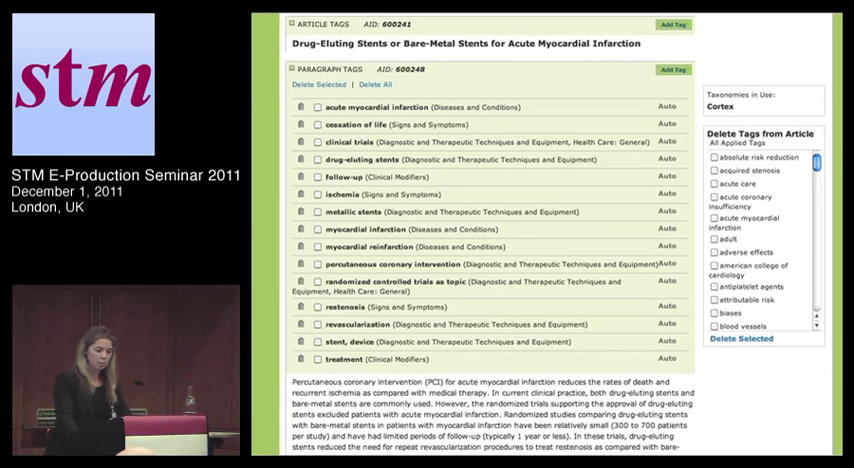 stm
STM E-Production Seminar 2011
December 1, 2011
London, UK
ARTICLE TAGS AID: 600241 Add Tag
Drug-Eluting Stents or Bare-Metal Stents for Acute Myocardial Infarction
PARAGRAPH TAGS AID: 600248 Add Tag
Delete Selected | Delete All
acute myocardial infarction (Diseases and Conditions) Auto
cessation of life (Signs and Symptoms) Auto
clinical trials (Diagnostic and Therapeutic Techniques and Equipment, Health Care: General) Auto
drug-eluting stents (Diagnostic and Therapeutic Techniques and Equipment) Auto
follow-up (Clinical Modifiers) Auto
ischemia (Signs and Symptoms) Auto
metallic stents (Diagnostic and Therapeutic Techniques and Equipment) Auto
myocardial infarction (Diseases and Conditions) Auto
myocardial reinfarction (Diseases and Conditions) Auto
percutaneous coronary intervention (Diagnostic and Therapeutic Techniques and Equipment) Auto
randomized controlled trials as topic (Diagnostic and Therapeutic Techniques and Auto
Equipment, Health Care: General)
restenosis (Signs and Symptoms) Auto
revascularization (Diagnostic and Therapeutic Techniques and Equipment) Auto
stent, device (Diagnostic and Therapeutic Techniques and Equipment) Auto
treatment (Clinical Modifiers) Auto
Percutaneous coronary intervention (PCI) for acute myocardial infarction reduces the rates of death and
recurrent ischemia as compared with medical therapy. In current clinical practice, both drug-eluting stents and
bare-metal stents are commonly used. However, the randomized trials supporting the approval of drug-eluting
stents excluded patients with acute myocardial infarction. Randomized studies comparing drug-eluting stents
with bare-metal stents in patients with myocardial infarction have been relatively small (300 to 700 patients
per study) and have had limited periods of follow-up (typically 1 year or less). In these trials, drug-eluting
stents reduced the need for repeat revascularization procedures to treat restenosis as compared with bare-
Taxonomies in Use:
Cortex
Delete Tags from Article
All Applied Tags
absolute risk reduction
acquired stenosis
acute care
acute coronary
insufficiency
acute myocardial
infarction
adult
adverse effects
american college of
cardiology
antiplatelet agents
attributable risk
biases
blood vessels
Delete Selected